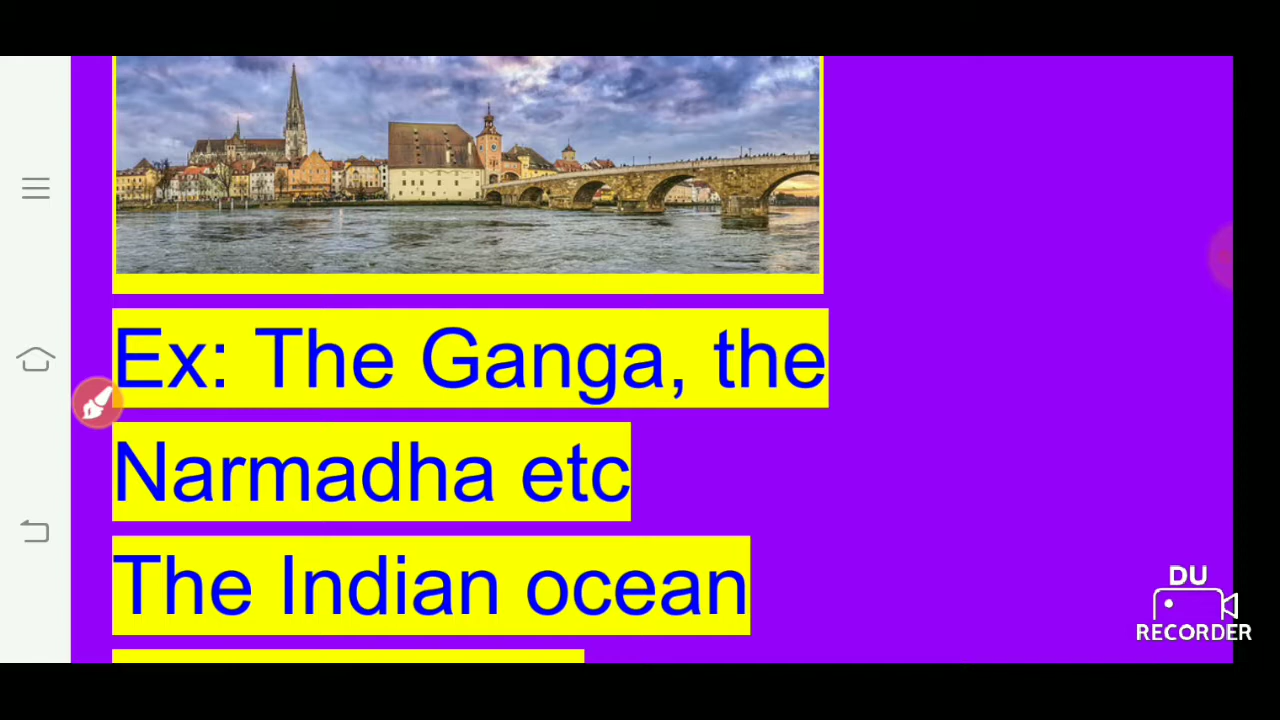 Ex: The Ganga, the
Narmadha etc
The Indian ocean
DU
RECORDER